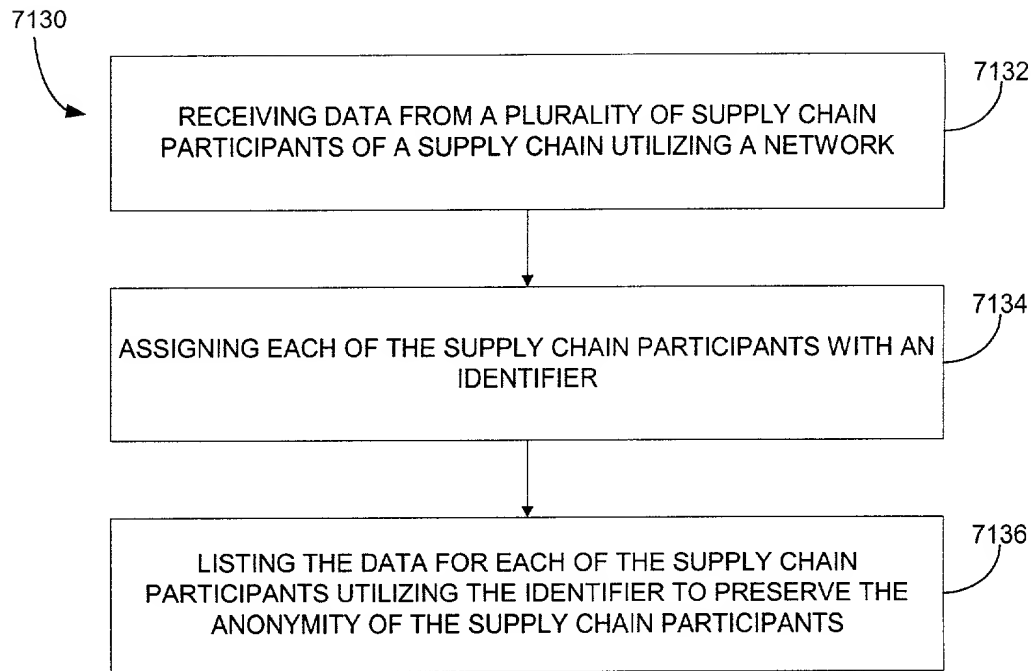 7130
7132
RECEIVING DATA FROM A PLURALITY OF SUPPLY CHAIN
PARTICIPANTS OF A SUPPLY CHAIN UTILIZING A NETWORK
7134
ASSIGNING EACH OF THE SUPPLY CHAIN PARTICIPANTS WITH AN
IDENTIFIER
7136
LISTING THE DATA FOR EACH OF THE SUPPLY CHAIN
PARTICIPANTS UTILIZING THE IDENTIFIER TO PRESERVE THE
ANONYMITY OF THE SUPPLY CHAIN PARTICIPANTS